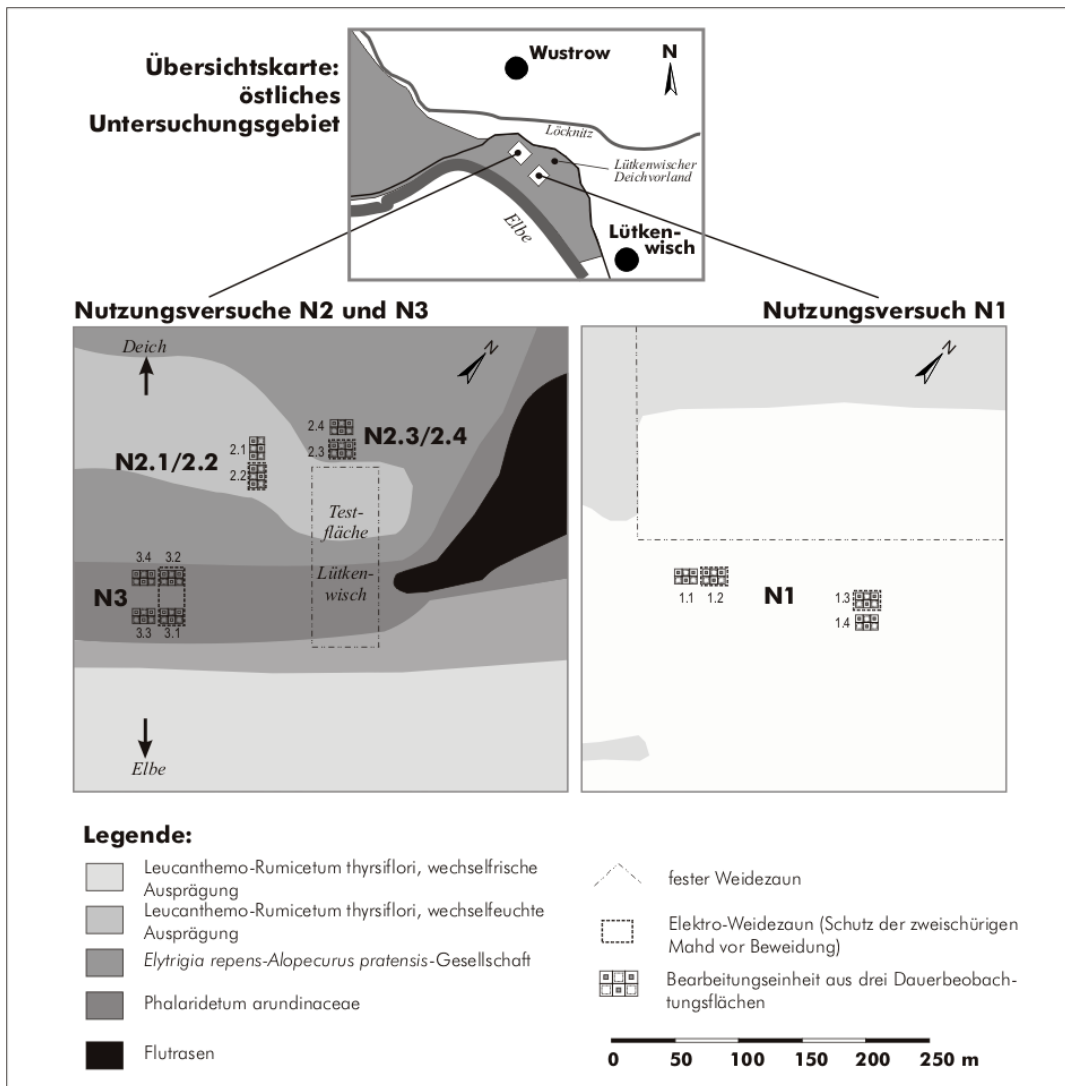 Übersichtskarte:
östliches
Untersuchungsgebiet
Wustrow
N
Löcknitz
Lütkenwischer
Deichvorland
Elbe
Lütken-
wisch
Nutzungsversuche N2 und N3
Nutzungsversuch N1
Deich
N
N
2.4
2.3
N2.3/2.4
2.1
2.2
N2.1/2.2
Test-
fläche
Lütken-
wisch
3.4 3.2
N3
3.3 3.1
Elbe
1.1 1.2
N1
1.3
1.4
Legende:
Leucanthemo-Rumicetum thyrsiflori, wechselfrische
Ausprägung
Leucanthemo-Rumicetum thyrsiflori, wechselfeuchte
Ausprägung
Elytrigia repens-Alopecurus pratensis-Gesellschaft
Phalaridetum arundinaceae
Flutrasen
fester Weidezaun
Elektro-Weidezaun (Schutz der zweischürigen
Mahd vor Beweidung)
Bearbeitungseinheit aus drei Dauerbeobach-
tungsflächen
0 50 100 150 200 250 m